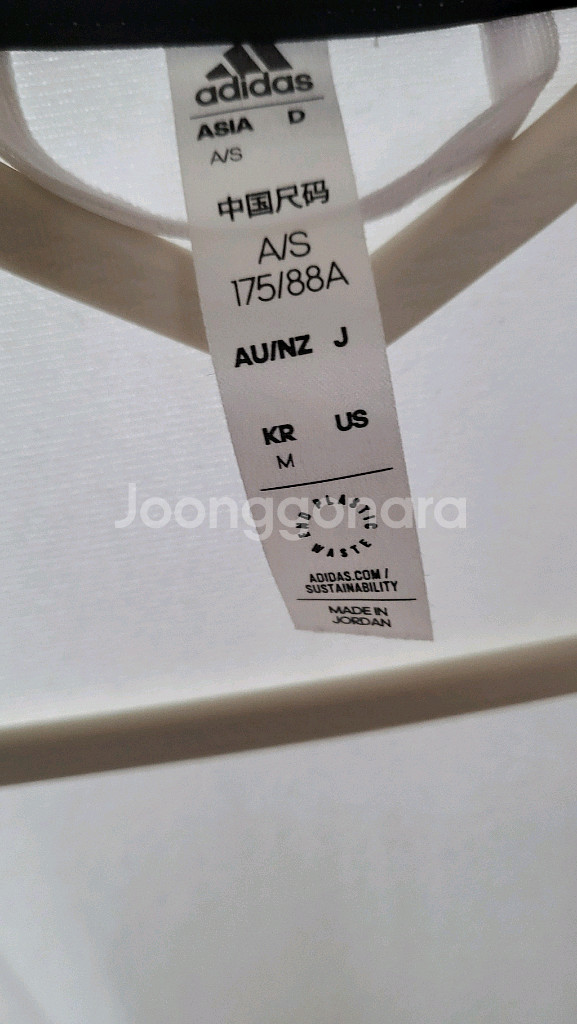 adidas
ASIA D
A/S
中国尺码
A/S
175/88A
AU/NZ J
KR US
M
END PLASTIC WASTE
ADIDAS.COM /
SUSTAINABILITY
MADE IN
JORDAN
Joonggonara